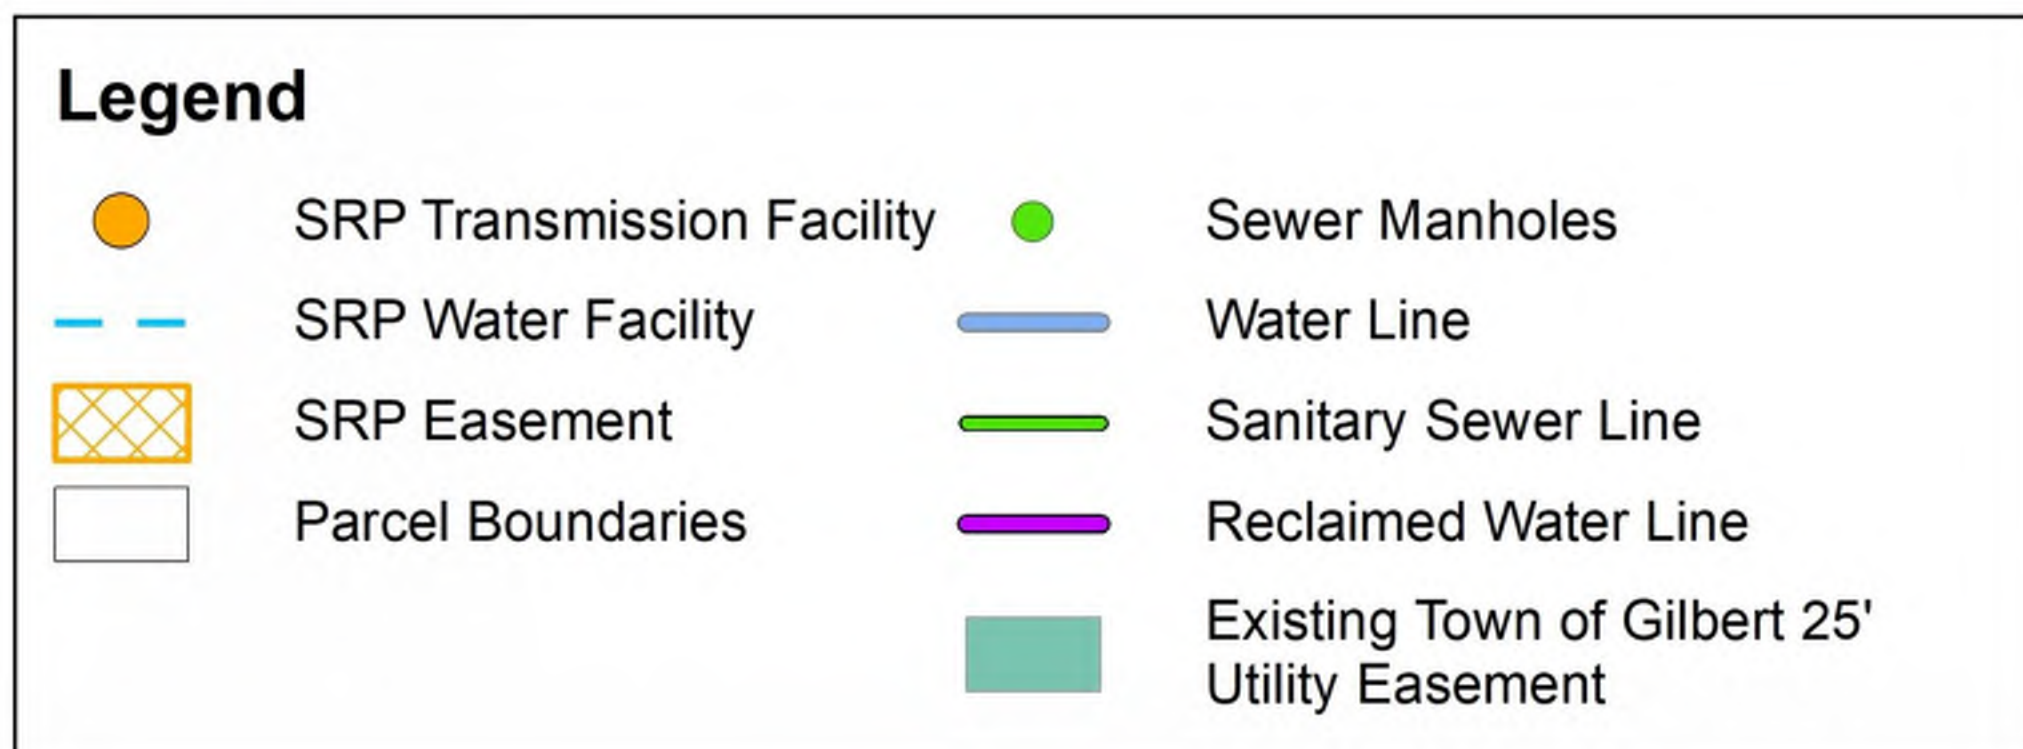 Legend
SRP Transmission Facility
SRP Water Facility
SRP Easement
Parcel Boundaries
Sewer Manholes
Water Line
Sanitary Sewer Line
Reclaimed Water Line
Existing Town of Gilbert 25'
Utility Easement